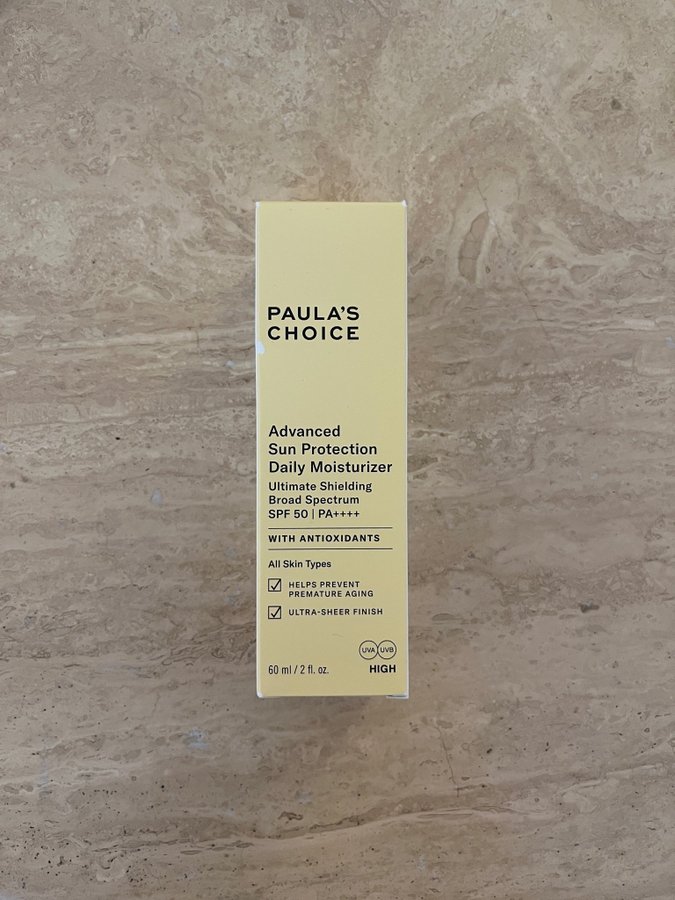 PAULA'S
CHOICE
Advanced
Sun Protection
Daily Moisturizer
Ultimate Shielding
Broad Spectrum
SPF 50 | PA++++
WITH ANTIOXIDANTS
All Skin Types
HELPS PREVENT
PREMATURE AGING
ULTRA-SHEER FINISH
UVA UVB
60 ml / 2 fl. oz. HIGH